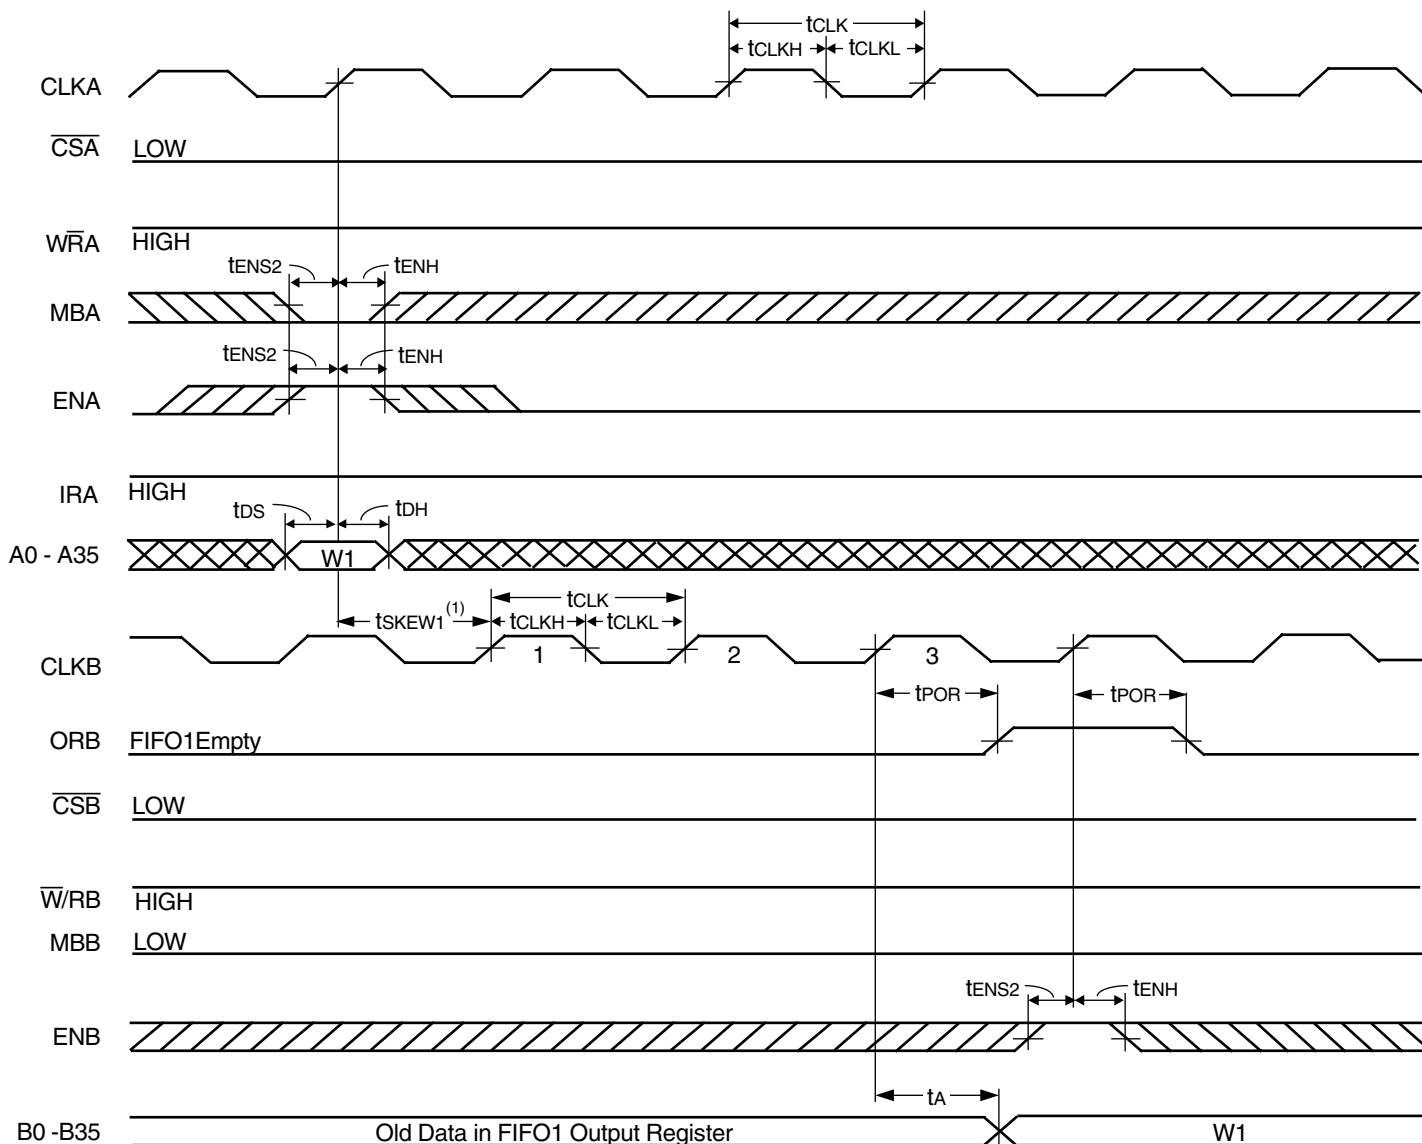 tCLK
tCLKH tCLKL
CLKA
CSA LOW
WRA HIGH
tENS2 tENH
MBA
tENS2 tENH
ENA
IRA HIGH
tDS tDH
A0 - A35 W1
tSKEW1(1) tCLK
tCLKH tCLKL
CLKB 1 2 3
tPOR tPOR
ORB FIFO1Empty
CSB LOW
W/RB HIGH
MBB LOW
tENS2 tENH
ENB
tA
B0 -B35 Old Data in FIFO1 Output Register W1